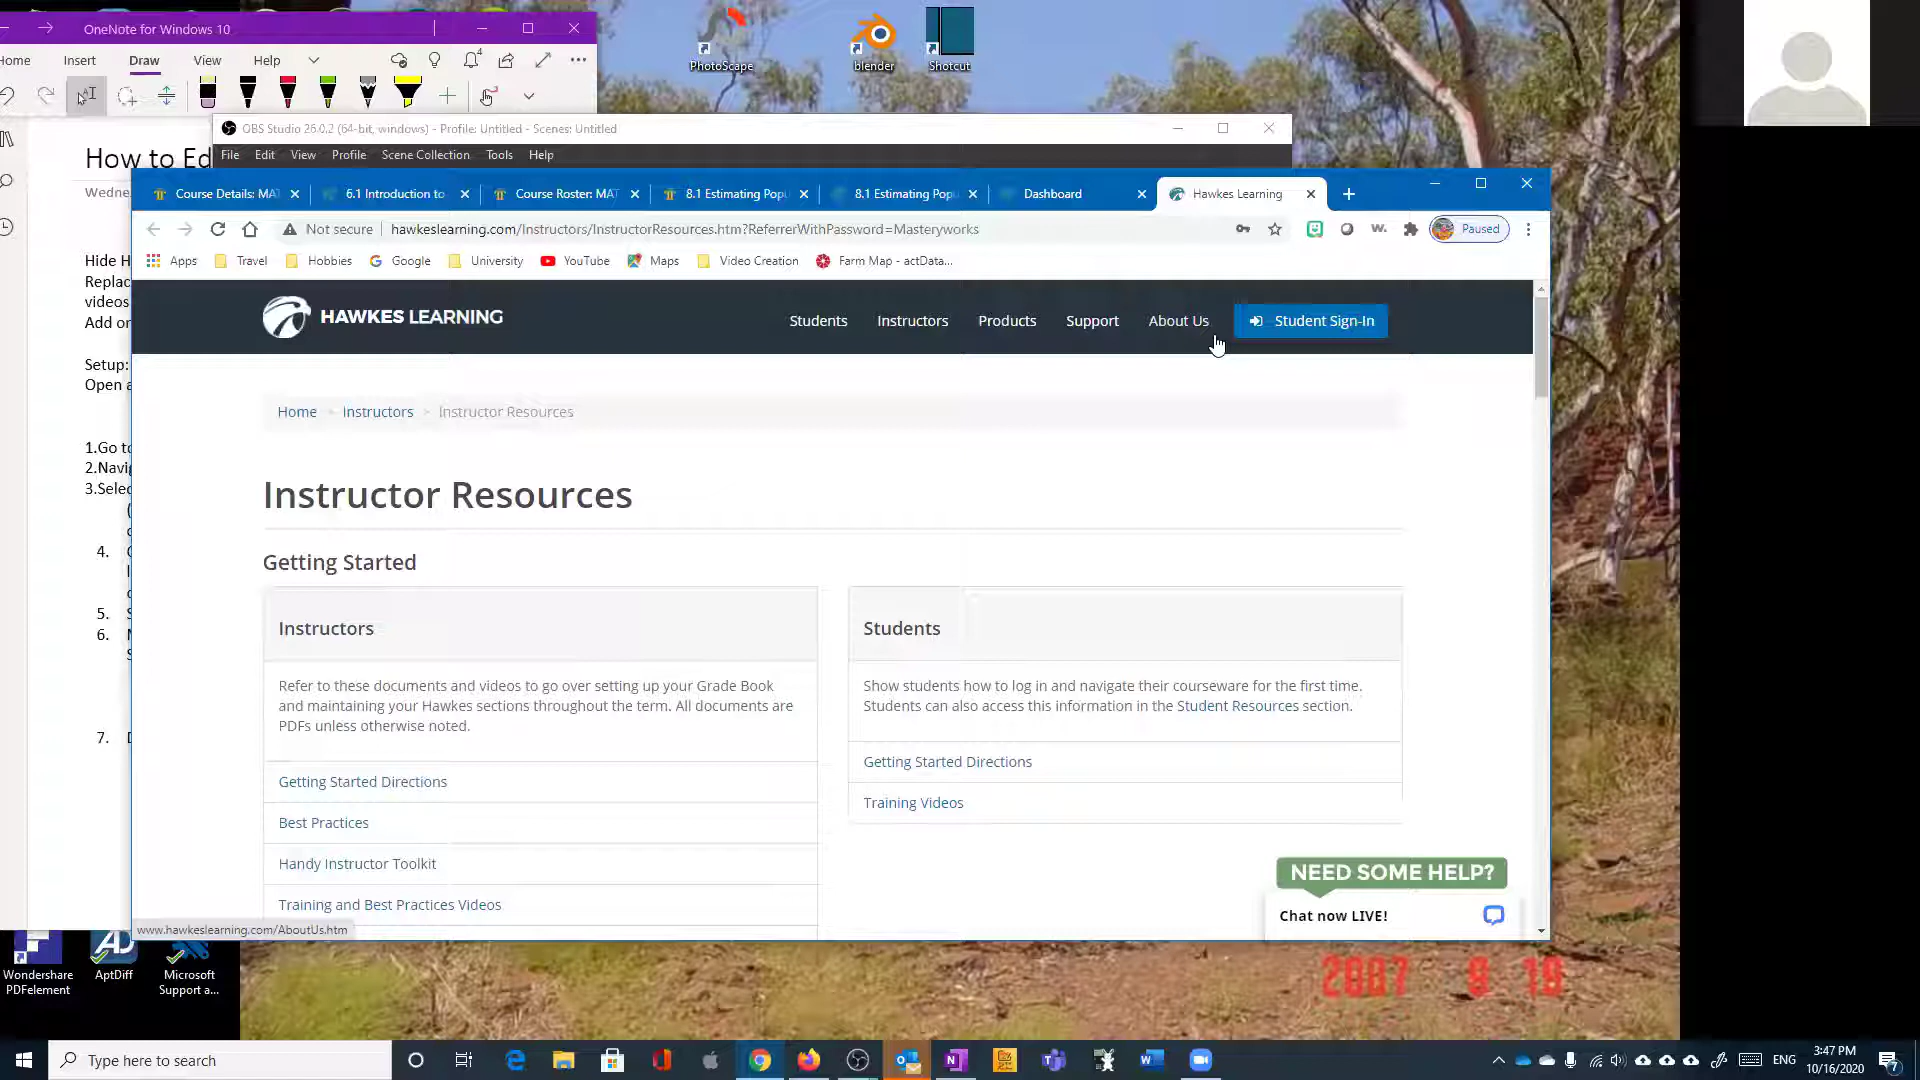 OneNote for Windows 10
Home Insert Draw View Help
PhotoScape
blender
Shotcut
How to Ed
Wednes
OBS Studio 26.0.2 (64-bit, windows) - Profile: Untitled - Scenes: Untitled
File Edit View Profile Scene Collection Tools Help
Course Details: MA
6.1 Introduction to
Course Roster: MAT
8.1 Estimating Popu
8.1 Estimating Popu
Dashboard
Hawkes Learning
Not secure hawkeslearning.com/Instructors/InstructorResources.htm?ReferrerWithPassword=Masteryworks
Paused
Apps Travel Hobbies Google University YouTube Maps Video Creation Farm Map - actData...
Hide H
Replac
videos
Add or
Setup:
Open a
1.Go to
2.Navig
3.Selec
4.
5.
6.
7.
HAWKES LEARNING
Students Instructors Products Support About Us Student Sign-In
Home > Instructors > Instructor Resources
Instructor Resources
Getting Started
Instructors
Refer to these documents and videos to go over setting up your Grade Book
and maintaining your Hawkes sections throughout the term. All documents are
PDFs unless otherwise noted.
Getting Started Directions
Best Practices
Handy Instructor Toolkit
Training and Best Practices Videos
Students
Show students how to log in and navigate their courseware for the first time.
Students can also access this information in the Student Resources section.
Getting Started Directions
Training Videos
NEED SOME HELP?
Chat now LIVE!
www.hawkeslearning.com/AboutUs.htm
Wondershare
PDFelement
AptDiff
Microsoft
Support a...
2007 8 19
Type here to search
ENG
3:47 PM
10/16/2020